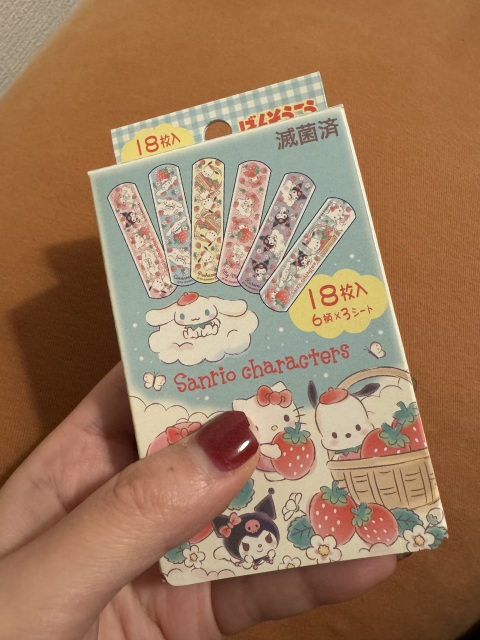 ばんそうこう
18枚入
滅菌済
18枚入
6柄×3シート
Sanrio characters